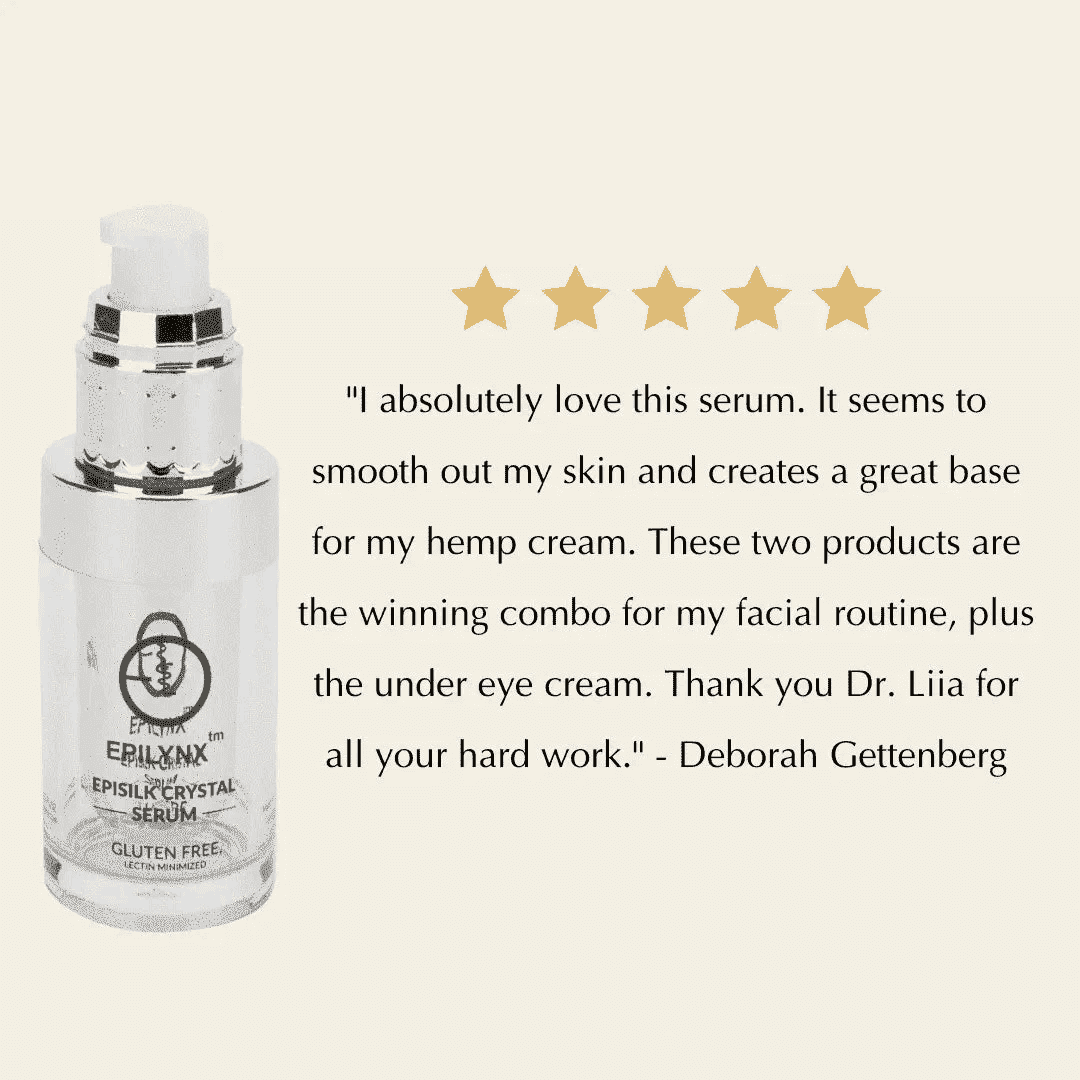 "I absolutely love this serum. It seems to
smooth out my skin and creates a great base
for my hemp cream. These two products are
the winning combo for my facial routine, plus
the under eye cream. Thank you Dr. Liia for
all your hard work." - Deborah Gettenberg
EPILYNX tm
EPISILK CRYSTAL
SERUM
GLUTEN FREE.
LECTIN MINIMIZED